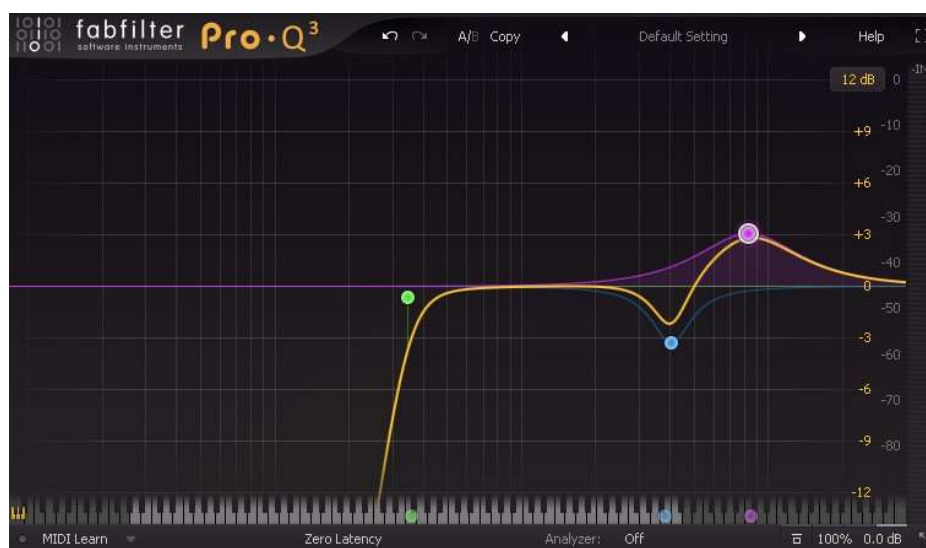 fabfilter Pro·Q³
software instruments
A/B Copy Default Setting Help
-IN
12 dB 0
+9 -10
+6 -20
-30
+3
-40
0
-50
-3
-60
-6
-70
-9 -80
-12
MIDI Learn Zero Latency Analyzer: Off 100% 0.0 dB